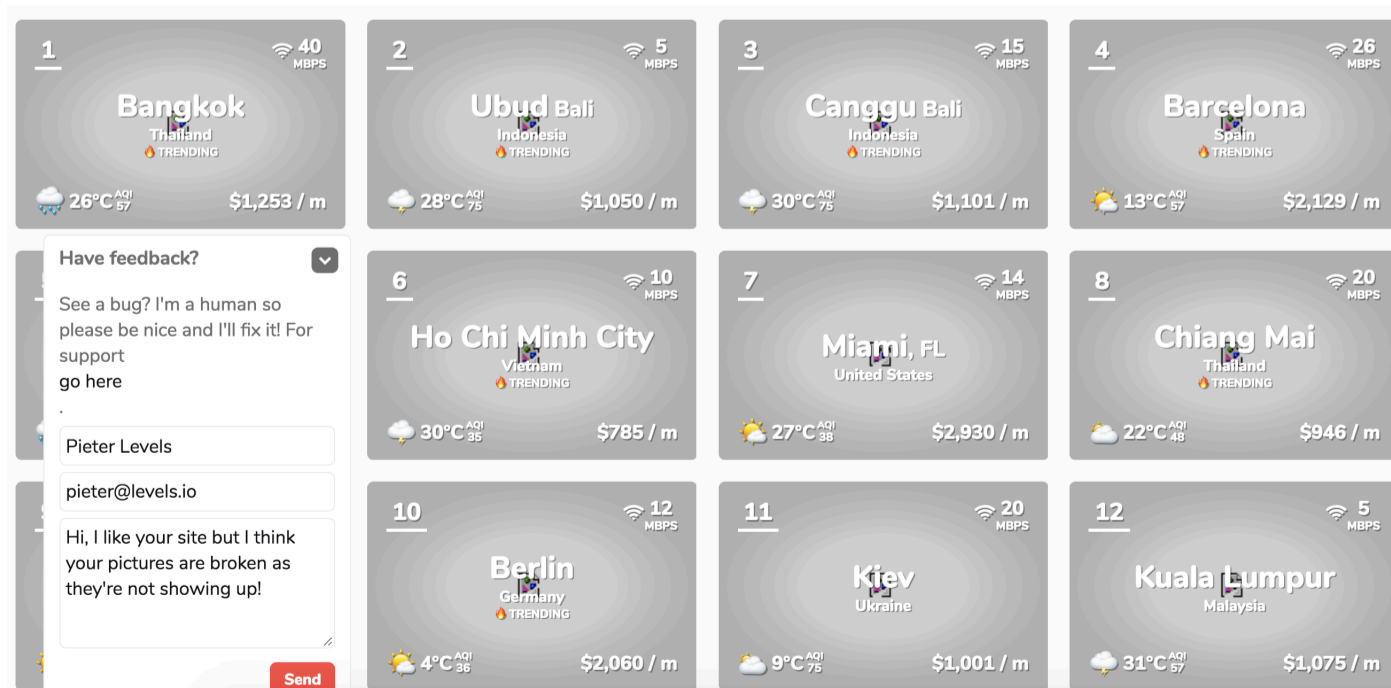 1
40
MBPS
Bangkok
Thailand
🔥 TRENDING
26°C AQI 57
$1,253 / m
2
5
MBPS
Ubud Bali
Indonesia
🔥 TRENDING
28°C AQI 75
$1,050 / m
3
15
MBPS
Canggu Bali
Indonesia
🔥 TRENDING
30°C AQI 75
$1,101 / m
4
26
MBPS
Barcelona
Spain
🔥 TRENDING
13°C AQI 57
$2,129 / m
Have feedback?
See a bug? I'm a human so
please be nice and I'll fix it! For
support
go here
.
Pieter Levels
pieter@levels.io
Hi, I like your site but I think
your pictures are broken as
they're not showing up!
Send
6
10
MBPS
Ho Chi Minh City
Vietnam
🔥 TRENDING
30°C AQI 35
$785 / m
7
14
MBPS
Miami, FL
United States
27°C AQI 38
$2,930 / m
8
20
MBPS
Chiang Mai
Thailand
🔥 TRENDING
22°C AQI 48
$946 / m
10
12
MBPS
Berlin
Germany
🔥 TRENDING
4°C AQI 36
$2,060 / m
11
20
MBPS
Kiev
Ukraine
9°C AQI 75
$1,001 / m
12
5
MBPS
Kuala Lumpur
Malaysia
31°C AQI 57
$1,075 / m